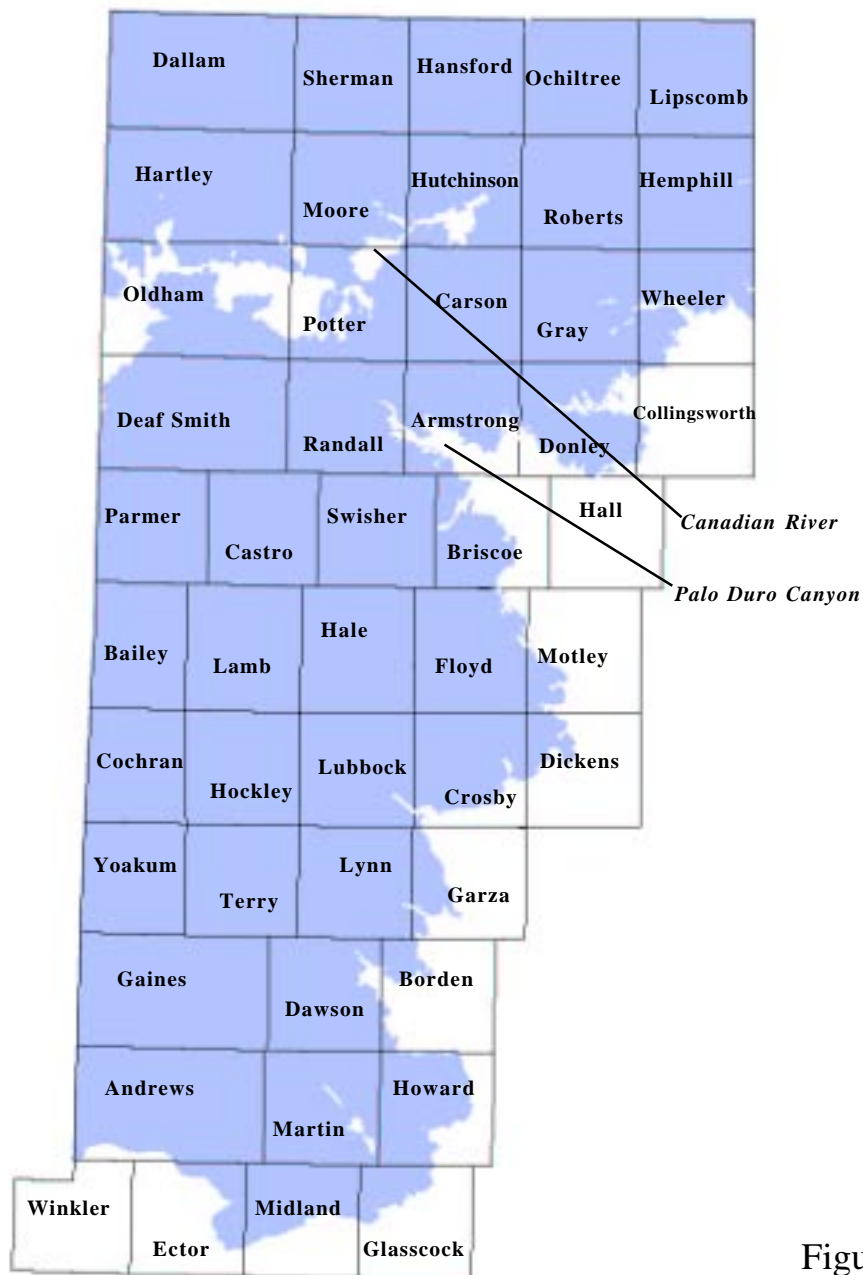 Dallam
Sherman
Hansford
Ochiltree
Lipscomb
Hartley
Moore
Hutchinson
Roberts
Hemphill
Oldham
Potter
Carson
Gray
Wheeler
Deaf Smith
Randall
Armstrong
Donley
Collingsworth
Parmer
Castro
Swisher
Briscoe
Hall
Canadian River
Palo Duro Canyon
Bailey
Lamb
Hale
Floyd
Motley
Cochran
Hockley
Lubbock
Crosby
Dickens
Yoakum
Terry
Lynn
Garza
Gaines
Dawson
Borden
Andrews
Martin
Howard
Winkler
Ector
Midland
Glasscock
Figu